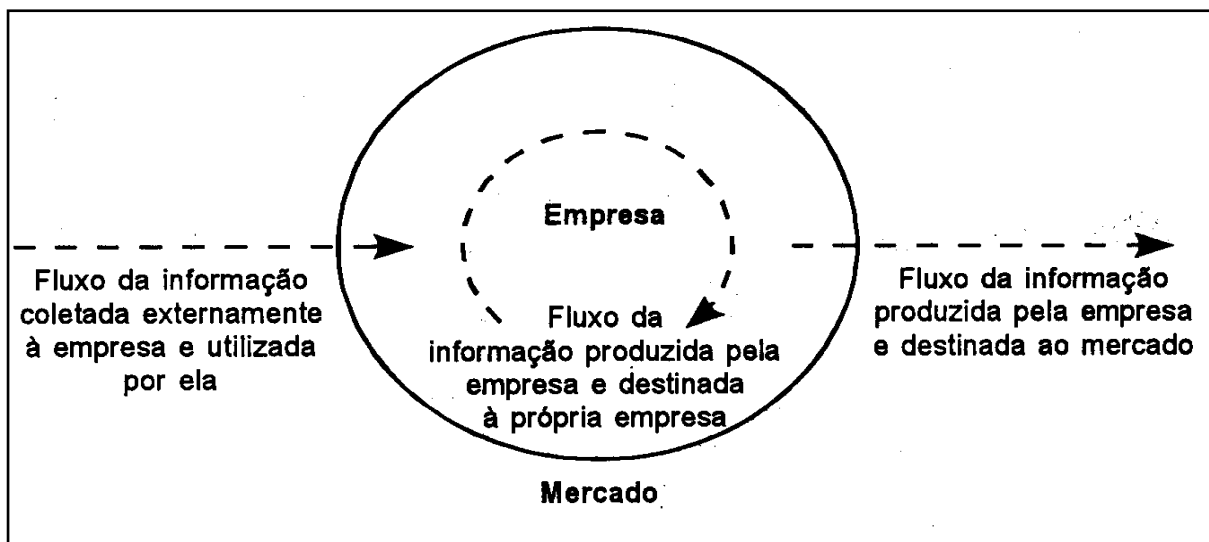 Empresa
Fluxo da informação
coletada externamente
à empresa e utilizada
por ela
Fluxo da
informação produzida pela
empresa e destinada
à própria empresa
Fluxo da informação
produzida pela empresa
e destinada ao mercado
Mercado